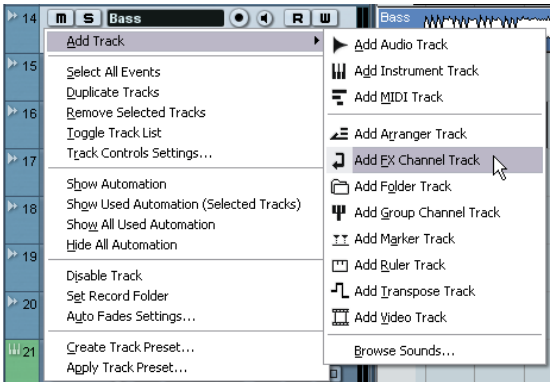 14 m S Bass R W Bass
Add Track
Select All Events
Duplicate Tracks
Remove Selected Tracks
Toggle Track List
Track Controls Settings...
Show Automation
Show Used Automation (Selected Tracks)
Show All Used Automation
Hide All Automation
Disable Track
Set Record Folder
Auto Fades Settings...
Create Track Preset...
Apply Track Preset...
Add Audio Track
Add Instrument Track
Add MIDI Track
Add Arranger Track
Add FX Channel Track
Add Folder Track
Add Group Channel Track
Add Marker Track
Add Ruler Track
Add Transpose Track
Add Video Track
Browse Sounds...
15
16
17
18
19
20
21